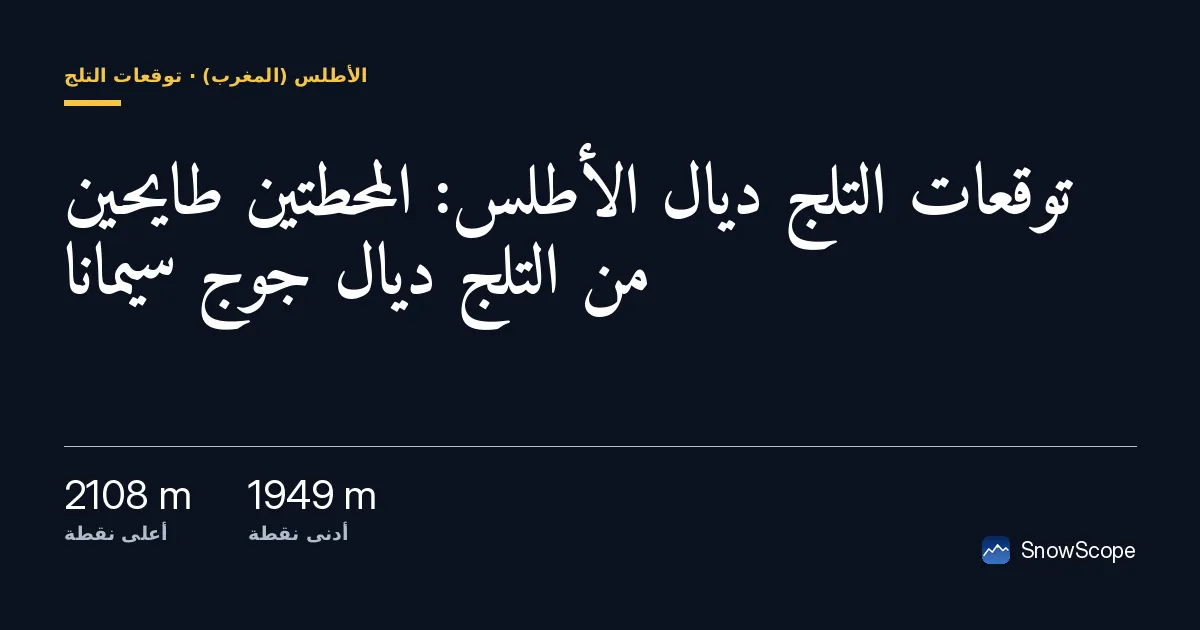 الأطلس (المغرب) · توقعات التلج
توقعات التلج ديال الأطلس: المحطتين طايحين
من التلج ديال جوج سيمانا
2108 m
أعلى نقطة
1949 m
أدنى نقطة
SnowScope